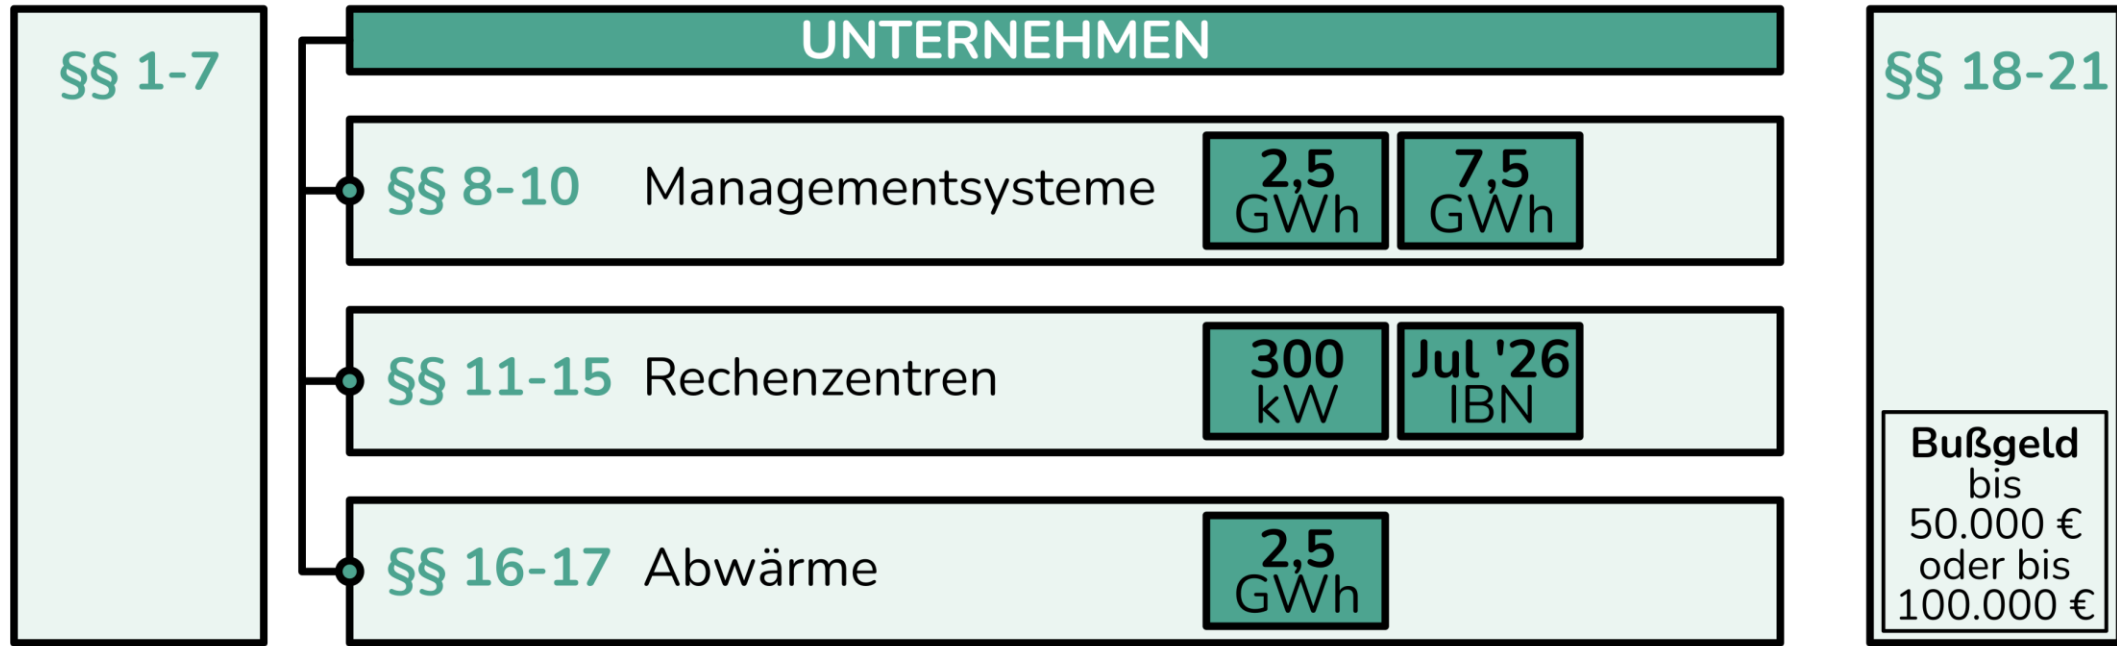 §§ 1-7
UNTERNEHMEN
§§ 8-10 Managementsysteme
2,5
GWh
7,5
GWh
§§ 11-15 Rechenzentren
300
kW
Jul '26
IBN
§§ 16-17 Abwärme
2,5
GWh
§§ 18-21
Bußgeld
bis
50.000 €
oder bis
100.000 €